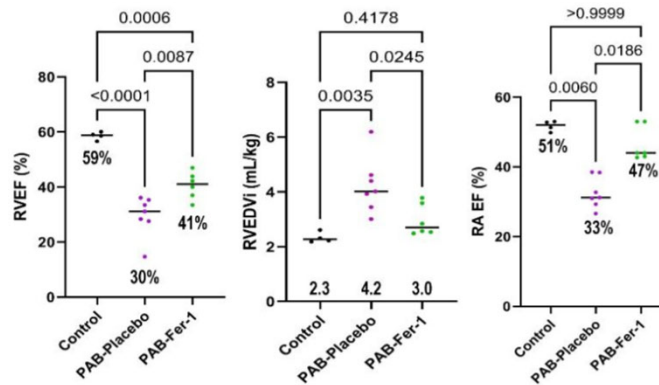 0.0006
0.0087
<0.0001
RVEF (%)
80
60
40
20
0
59%
30%
41%
Control
PAB-Placebo
PAB-Fer-1
0.4178
0.0245
0.0035
RVEDVi (mL/kg)
8
6
4
2
0
2.3
4.2
3.0
Control
PAB-Placebo
PAB-Fer-1
>0.9999
0.0186
0.0060
RA EF (%)
60
40
20
0
51%
33%
47%
Control
PAB-Placebo
PAB-Fer-1